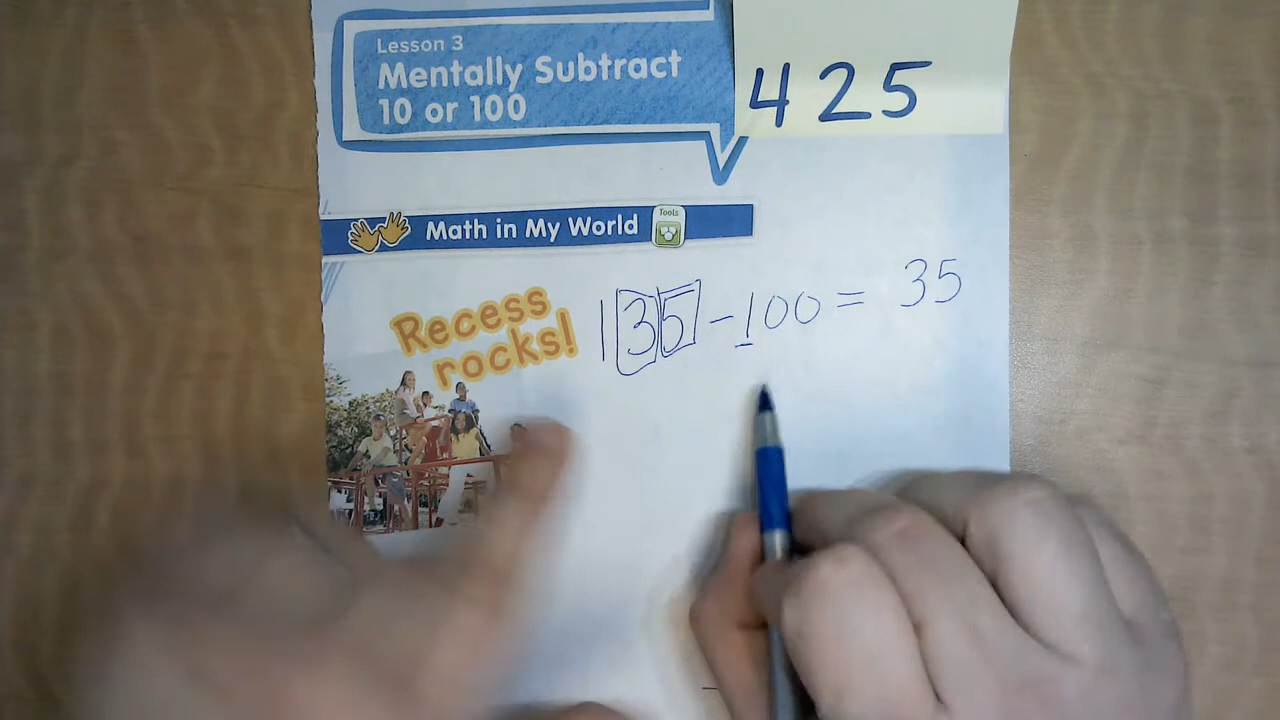 Lesson 3
Mentally Subtract
10 or 100
425
Math in My World
Tools
Recess
rocks!
135 - 100 = 35